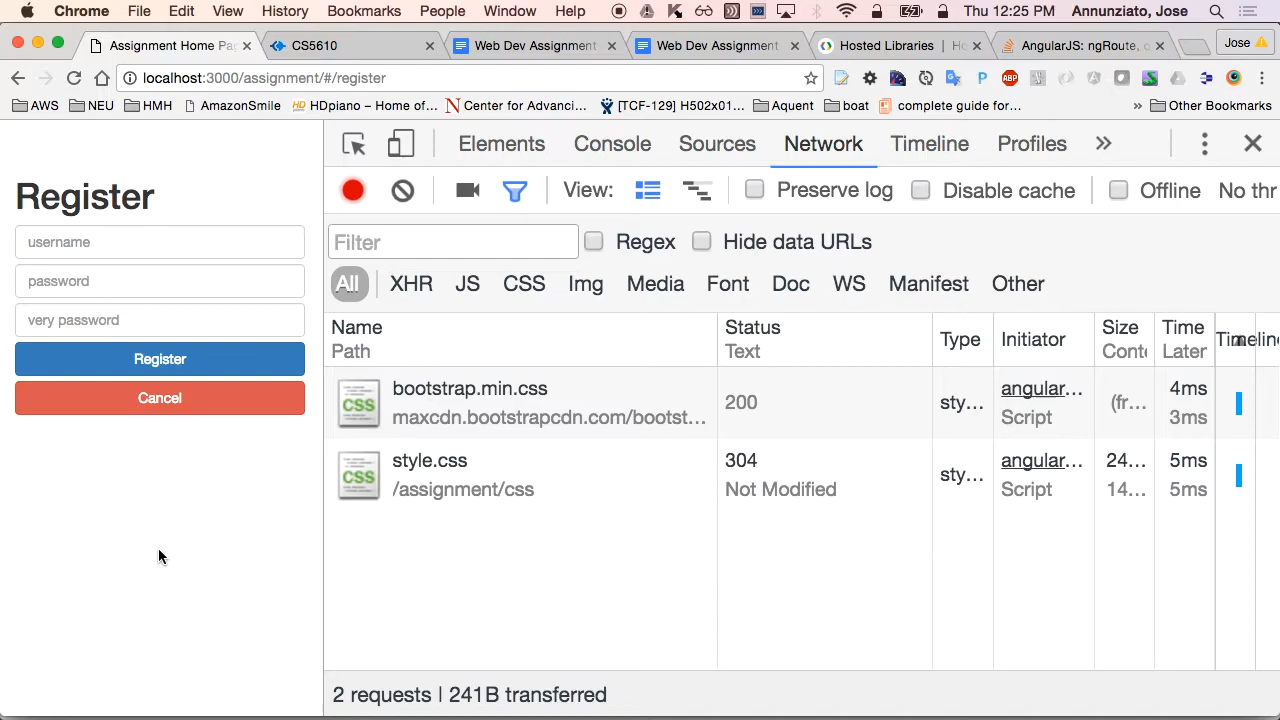 Chrome File Edit View History Bookmarks People Window Help Thu 12:25 PM Annunziato, Jose
Assignment Home Pa CS5610 Web Dev Assignment Web Dev Assignment Hosted Libraries | Ho AngularJS: ngRoute, Jose
localhost:3000/assignment/#/register
AWS NEU HMH AmazonSmile HDpiano – Home of... Center for Advanci... [TCF-129] H502x01... Aquent boat complete guide for... » Other Bookmarks
Elements Console Sources Network Timeline Profiles »
View: Preserve log Disable cache Offline No thr
Filter Regex Hide data URLs
All XHR JS CSS Img Media Font Doc WS Manifest Other
Register
username
password
very password
Register
Cancel
Name Status Type Initiator Size Time Timeline
Path Text Conte Later
bootstrap.min.css 200 sty... angular... (fr... 4ms
maxcdn.bootstrapcdn.com/bootst... Script 3ms
style.css 304 sty... angular... 24... 5ms
/assignment/css Not Modified Script 14... 5ms
2 requests | 241B transferred